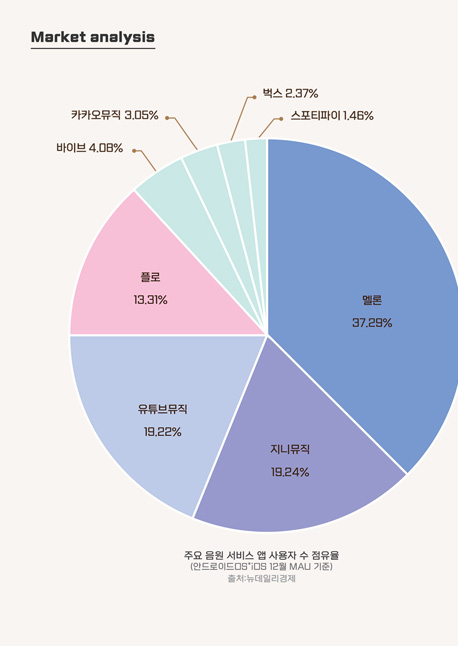 Market analysis
벅스 2.37%
카카오뮤직 3.05%
스포티파이 1.46%
바이브 4.08%
플로
13.31%
멜론
37.29%
유튜브뮤직
19.22%
지니뮤직
19.24%
주요 음원 서비스 앱 사용자 수 점유율
(안드로이드OS+iOS 12월 MAU 기준)
출처:뉴데일리경제